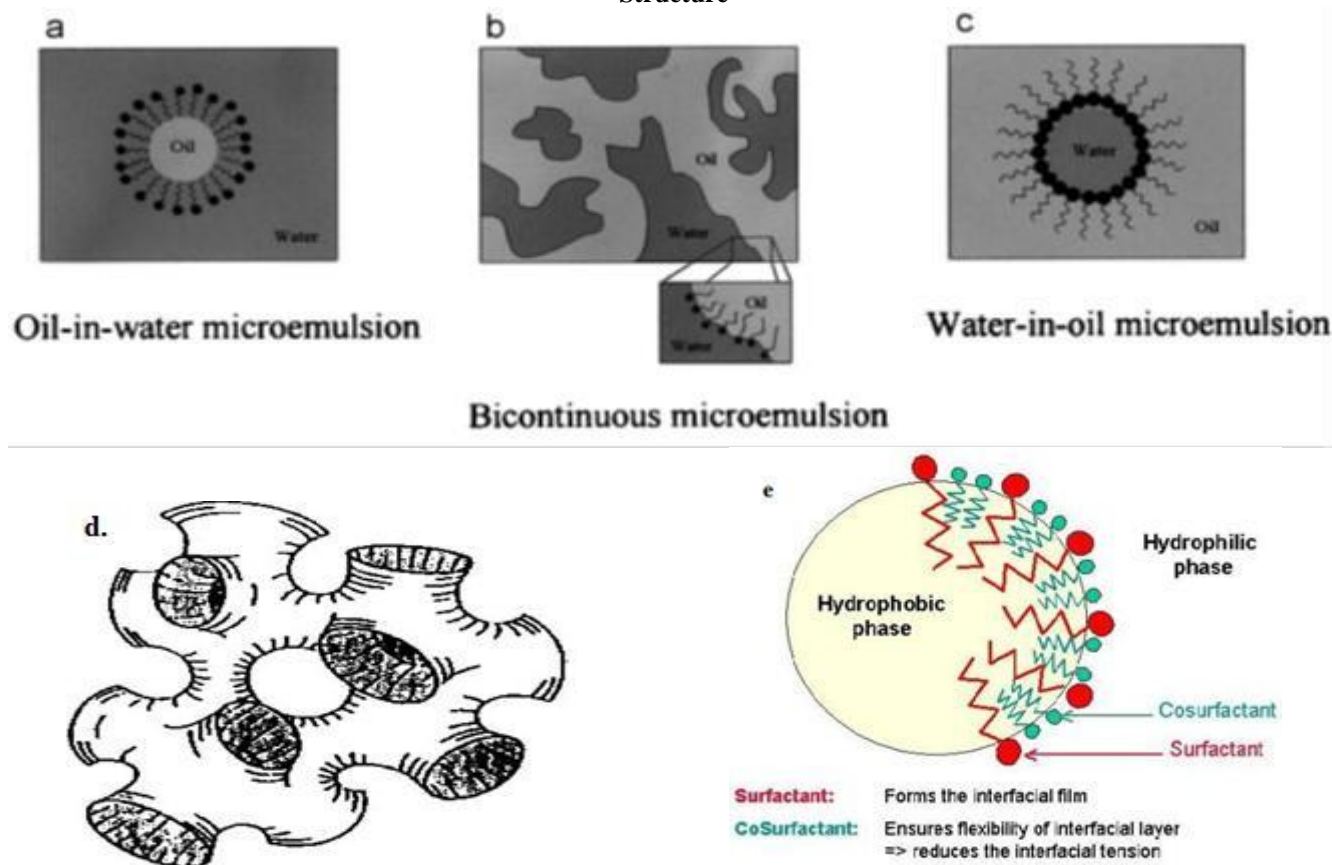 Structure
a
b
c
Oil
Water
Oil
Water
Oil
Water
Water
Oil
Oil-in-water microemulsion
Bicontinuous microemulsion
Water-in-oil microemulsion
d.
e
Hydrophobic
phase
Hydrophilic
phase
Cosurfactant
Surfactant
Surfactant: Forms the interfacial film
CoSurfactant: Ensures flexibility of interfacial layer
=> reduces the interfacial tension